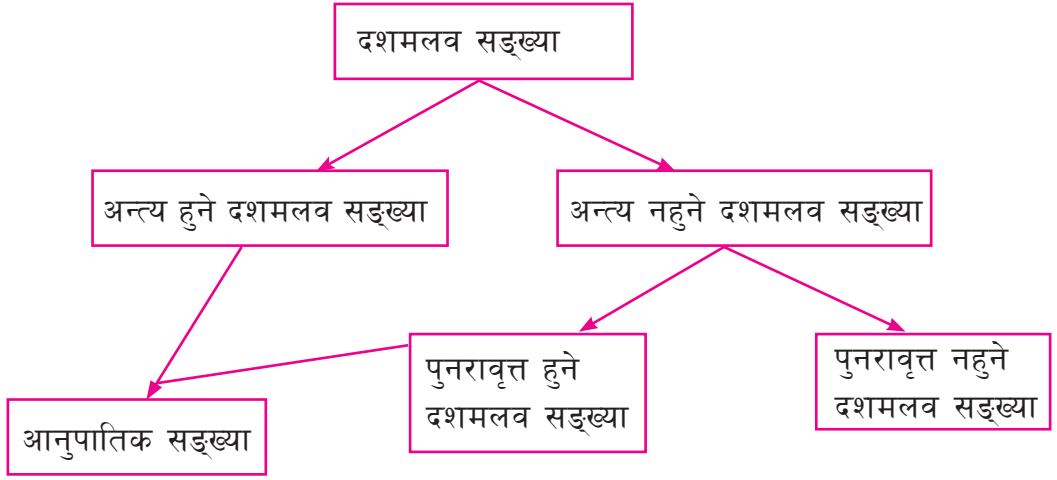 दशमलव सङ्ख्या
अन्त्य हुने दशमलव सङ्ख्या
अन्त्य नहुने दशमलव सङ्ख्या
पुनरावृत्त हुने
दशमलव सङ्ख्या
पुनरावृत्त नहुने
दशमलव सङ्ख्या
आनुपातिक सङ्ख्या